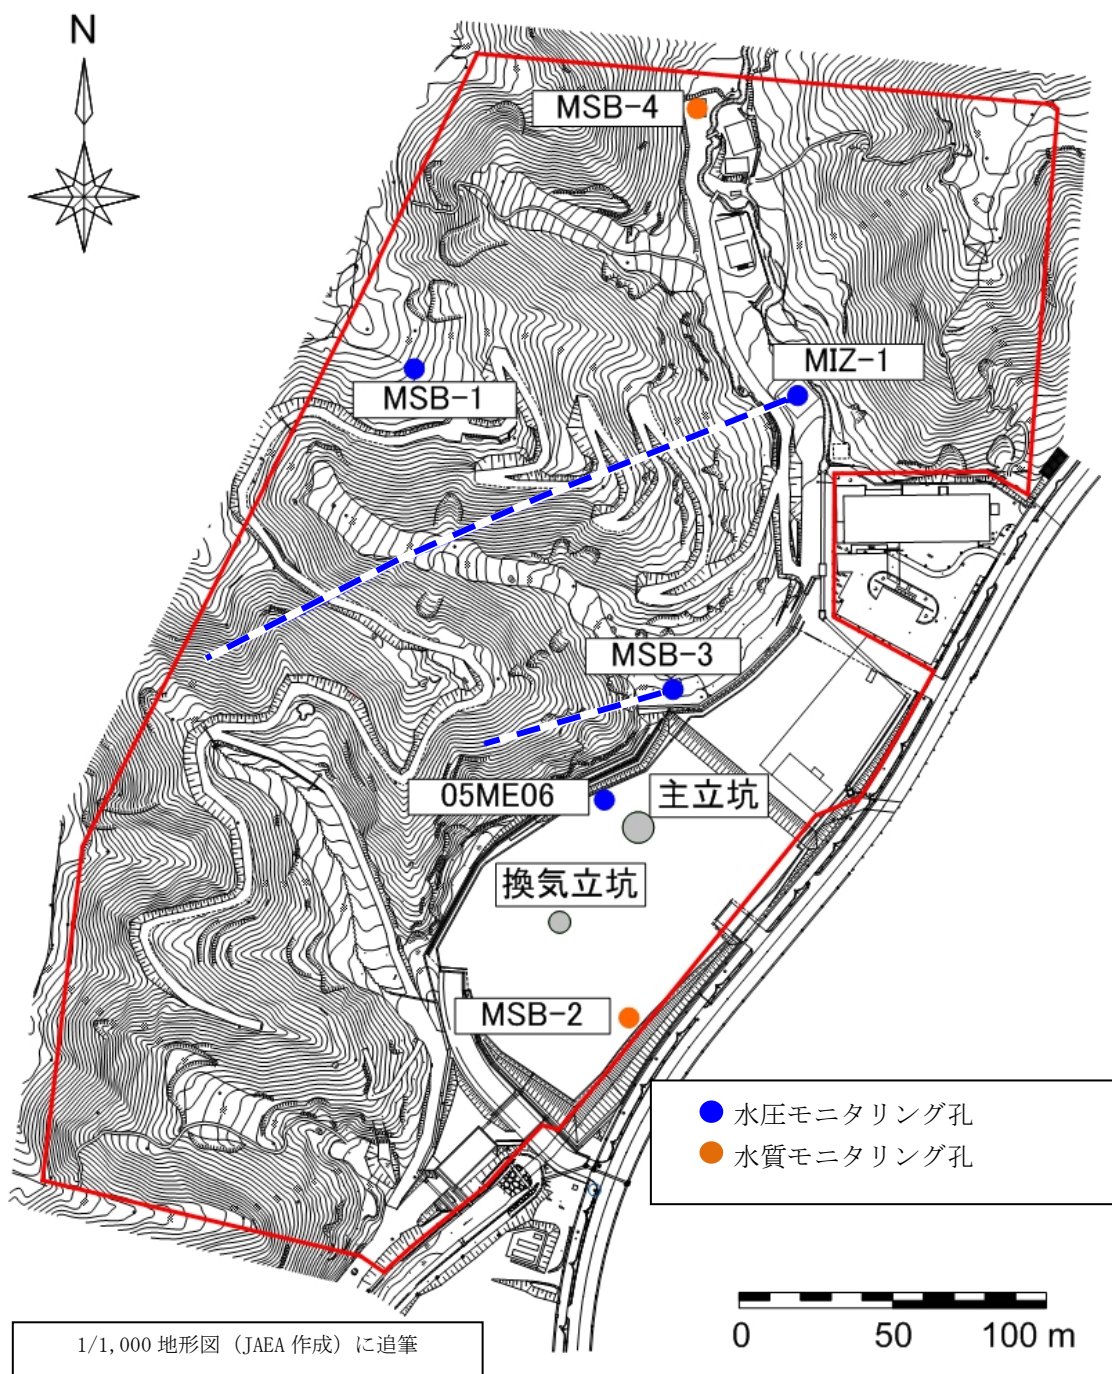 N
MSB-4
MIZ-1
MSB-1
MSB-3
05ME06
主立坑
換気立坑
MSB-2
水圧モニタリング孔
水質モニタリング孔
0 50 100 m
1/1,000 地形図（JAEA 作成）に追筆